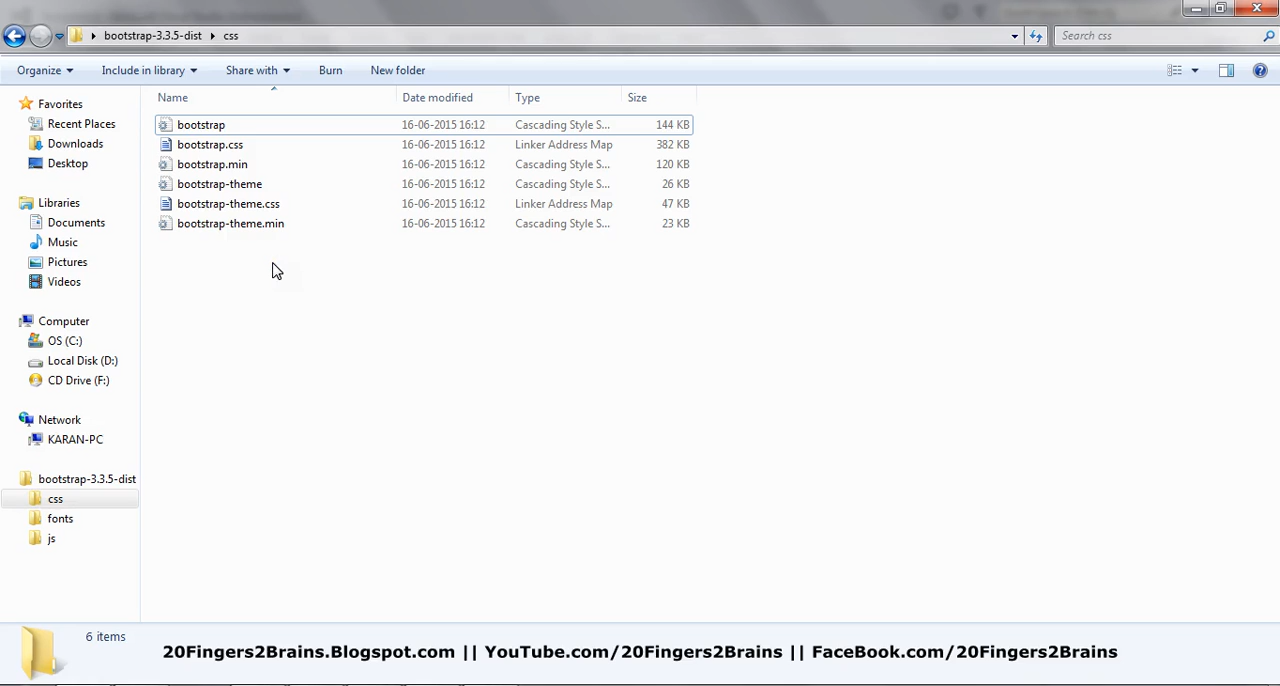 bootstrap-3.3.5-dist css Search css
Organize Include in library Share with Burn New folder
Name Date modified Type Size
Favorites
Recent Places
Downloads
Desktop
Libraries
Documents
Music
Pictures
Videos
Computer
OS (C:)
Local Disk (D:)
CD Drive (F:)
Network
KARAN-PC
bootstrap-3.3.5-dist
css
fonts
js
bootstrap 16-06-2015 16:12 Cascading Style S... 144 KB
bootstrap.css 16-06-2015 16:12 Linker Address Map 382 KB
bootstrap.min 16-06-2015 16:12 Cascading Style S... 120 KB
bootstrap-theme 16-06-2015 16:12 Cascading Style S... 26 KB
bootstrap-theme.css 16-06-2015 16:12 Linker Address Map 47 KB
bootstrap-theme.min 16-06-2015 16:12 Cascading Style S... 23 KB
6 items
20Fingers2Brains.Blogspot.com || YouTube.com/20Fingers2Brains || FaceBook.com/20Fingers2Brains